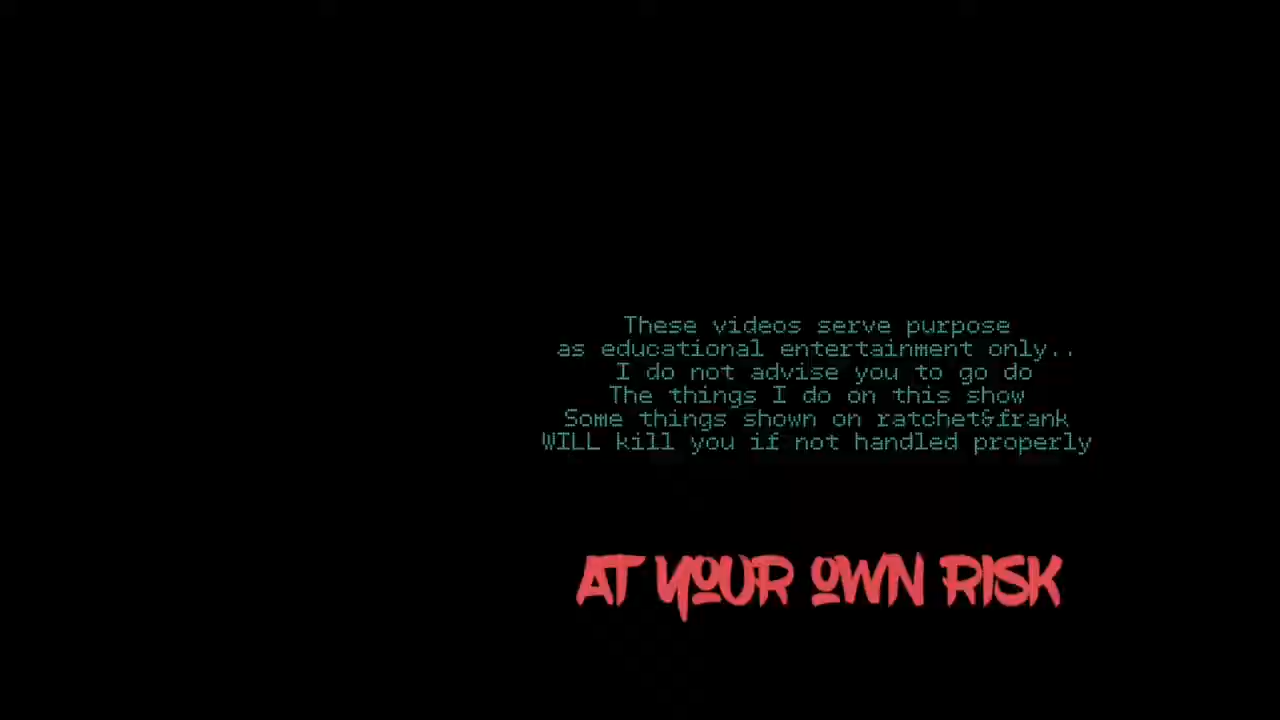 These videos serve purpose
as educational entertainment only..
I do not advise you to go do
The things I do on this show
Some things shown on ratchet&frank
WILL kill you if not handled properly
AT YOUR OWN RISK